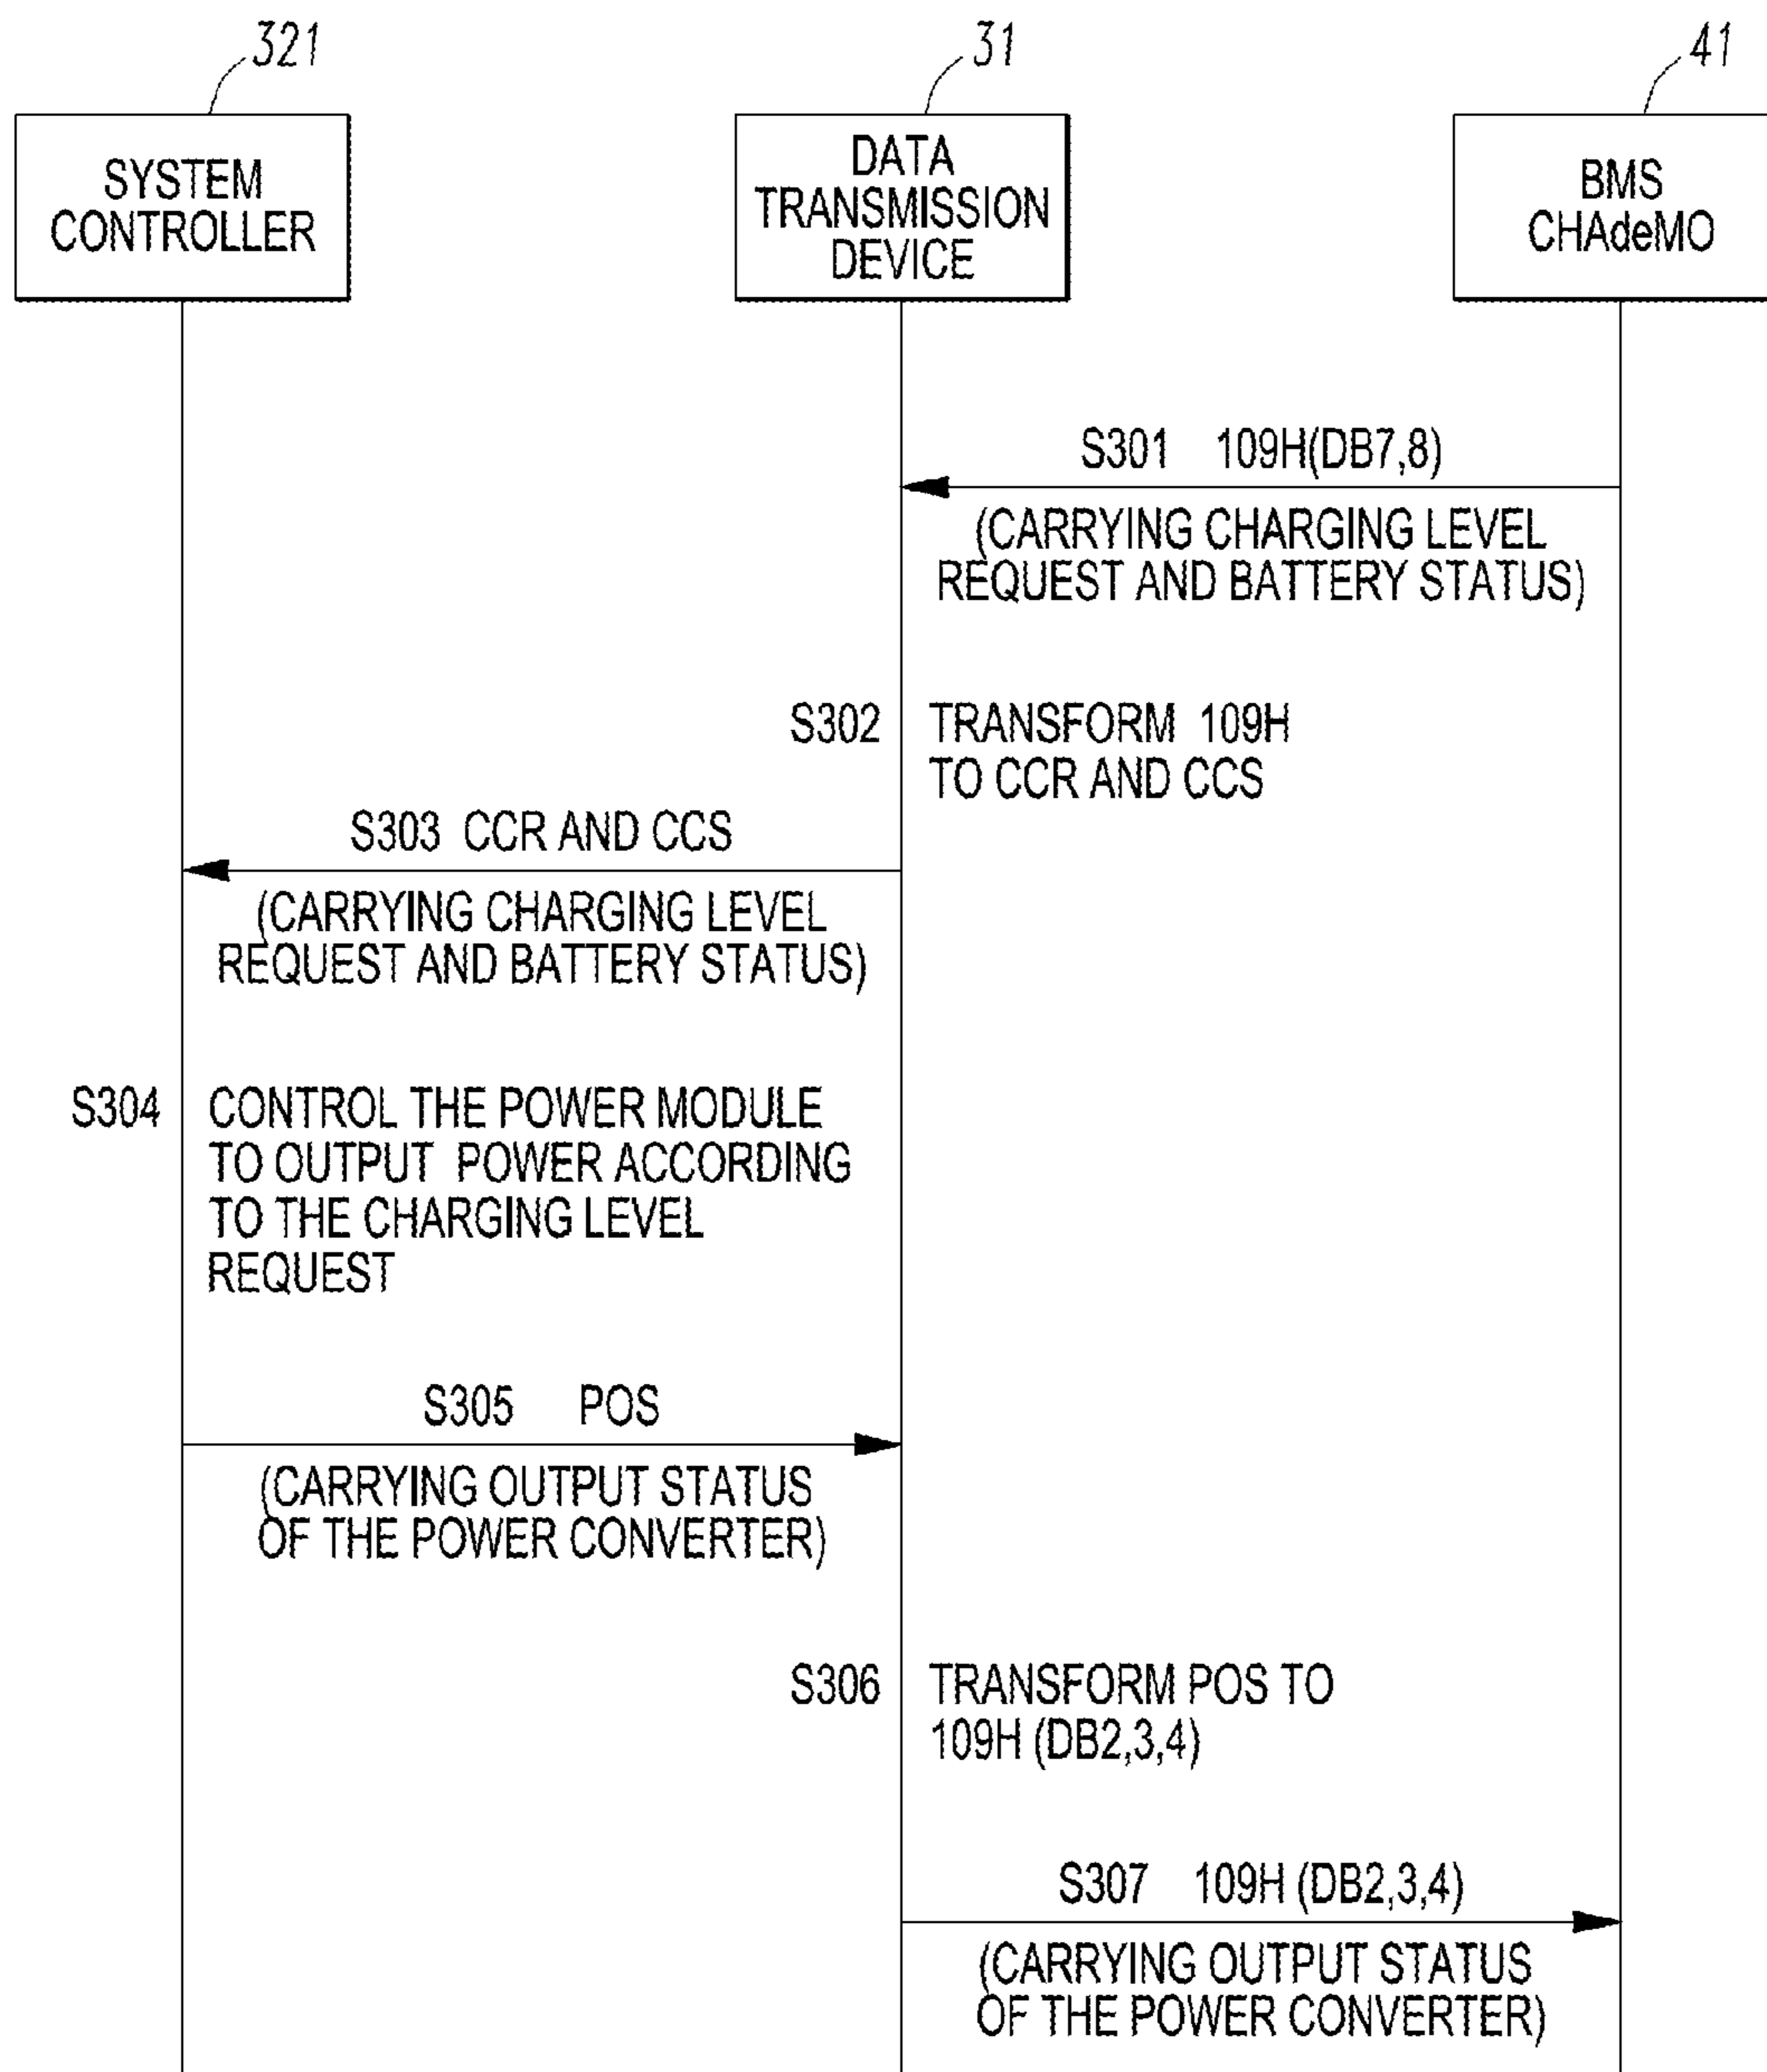 321
31
41
SYSTEM
CONTROLLER
DATA
TRANSMISSION
DEVICE
BMS
CHAdeMO
S301 109H(DB7,8)
(CARRYING CHARGING LEVEL
REQUEST AND BATTERY STATUS)
S302 TRANSFORM 109H
TO CCR AND CCS
S303 CCR AND CCS
(CARRYING CHARGING LEVEL
REQUEST AND BATTERY STATUS)
S304 CONTROL THE POWER MODULE
TO OUTPUT POWER ACCORDING
TO THE CHARGING LEVEL
REQUEST
S305 POS
(CARRYING OUTPUT STATUS
OF THE POWER CONVERTER)
S306 TRANSFORM POS TO
109H (DB2,3,4)
S307 109H (DB2,3,4)
(CARRYING OUTPUT STATUS
OF THE POWER CONVERTER)